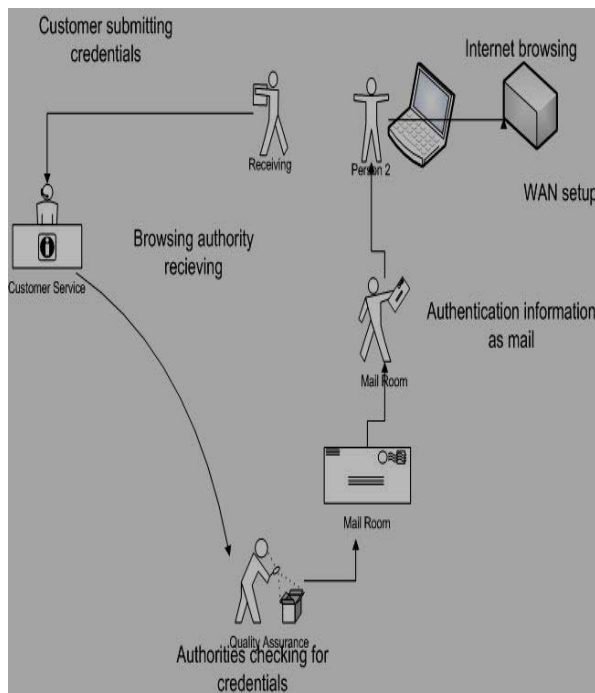 Customer submitting
credentials
Internet browsing
Receiving
Person 2
WAN setup
Browsing authority
recieving
Customer Service
Authentication information
as mail
Mail Room
Mail Room
Quality Assurance
Authorities checking for
credentials